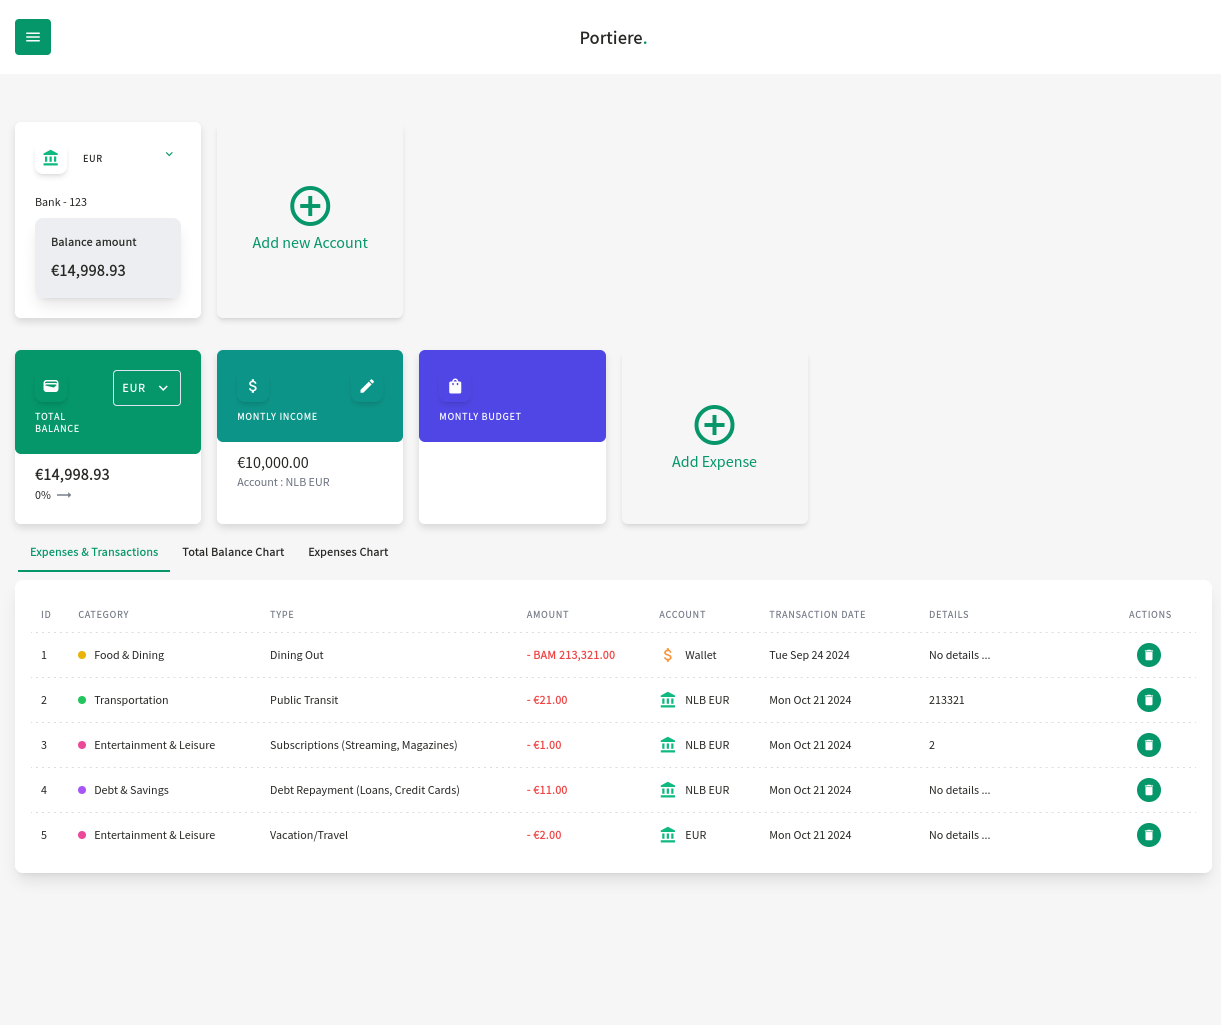 Portiere.
EUR
Bank - 123
Balance amount
€14,998.93
Add new Account
EUR
TOTAL
BALANCE
€14,998.93
0%
MONTLY INCOME
€10,000.00
Account : NLB EUR
MONTLY BUDGET
Add Expense
Expenses & Transactions Total Balance Chart Expenses Chart
ID CATEGORY TYPE AMOUNT ACCOUNT TRANSACTION DATE DETAILS ACTIONS
1 Food & Dining Dining Out - BAM 213,321.00 Wallet Tue Sep 24 2024 No details ...
2 Transportation Public Transit - €21.00 NLB EUR Mon Oct 21 2024 213321
3 Entertainment & Leisure Subscriptions (Streaming, Magazines) - €1.00 NLB EUR Mon Oct 21 2024 2
4 Debt & Savings Debt Repayment (Loans, Credit Cards) - €11.00 NLB EUR Mon Oct 21 2024 No details ...
5 Entertainment & Leisure Vacation/Travel - €2.00 EUR Mon Oct 21 2024 No details ...